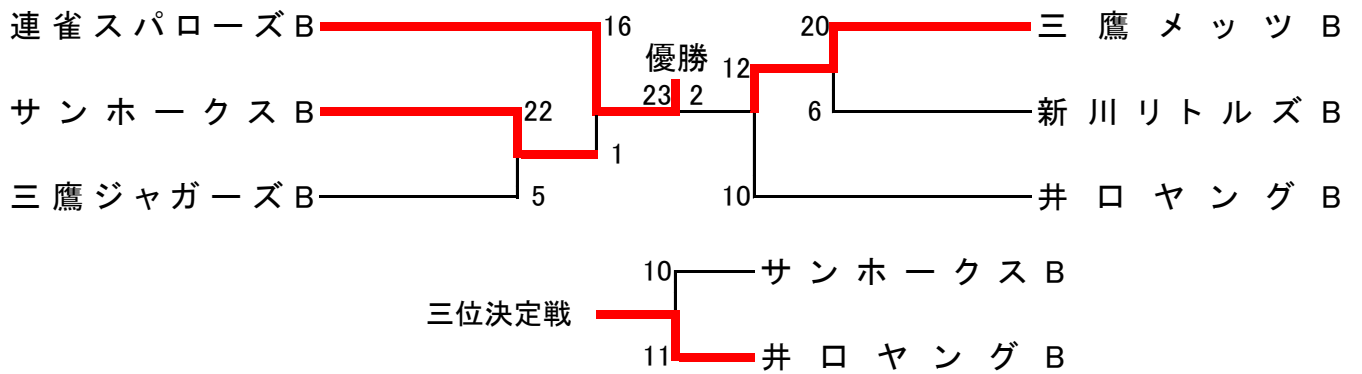 連雀スパローズB 16 20 三鷹メッツB
優勝 12
サンホークスB 22 23 2 6 新川リトルズB
1
三鷹ジャガーズB 5 10 井口ヤングB
10 サンホークスB
三位決定戦
11 井口ヤングB